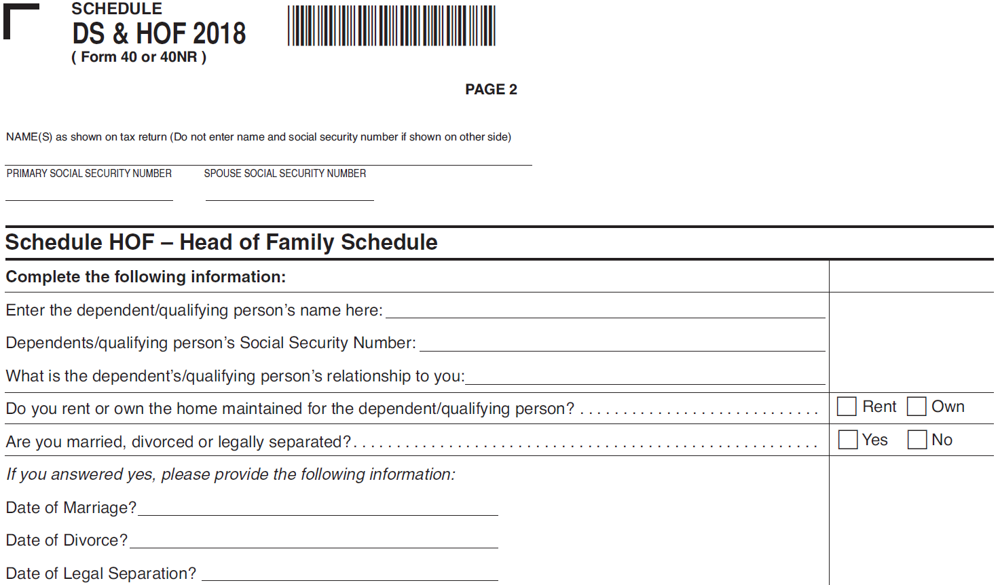 SCHEDULE
DS & HOF 2018
( Form 40 or 40NR )
PAGE 2
NAME(S) as shown on tax return (Do not enter name and social security number if shown on other side)
PRIMARY SOCIAL SECURITY NUMBER SPOUSE SOCIAL SECURITY NUMBER
Schedule HOF – Head of Family Schedule
Complete the following information:
Enter the dependent/qualifying person’s name here:
Dependents/qualifying person’s Social Security Number:
What is the dependent’s/qualifying person’s relationship to you:
Do you rent or own the home maintained for the dependent/qualifying person? . . . . . . . . . . . . . . . . . . . . . . . . . . . . Rent Own
Are you married, divorced or legally separated?. . . . . . . . . . . . . . . . . . . . . . . . . . . . . . . . . . . . . . . . . . . . . . . . . . . . . Yes No
If you answered yes, please provide the following information:
Date of Marriage?
Date of Divorce?
Date of Legal Separation?